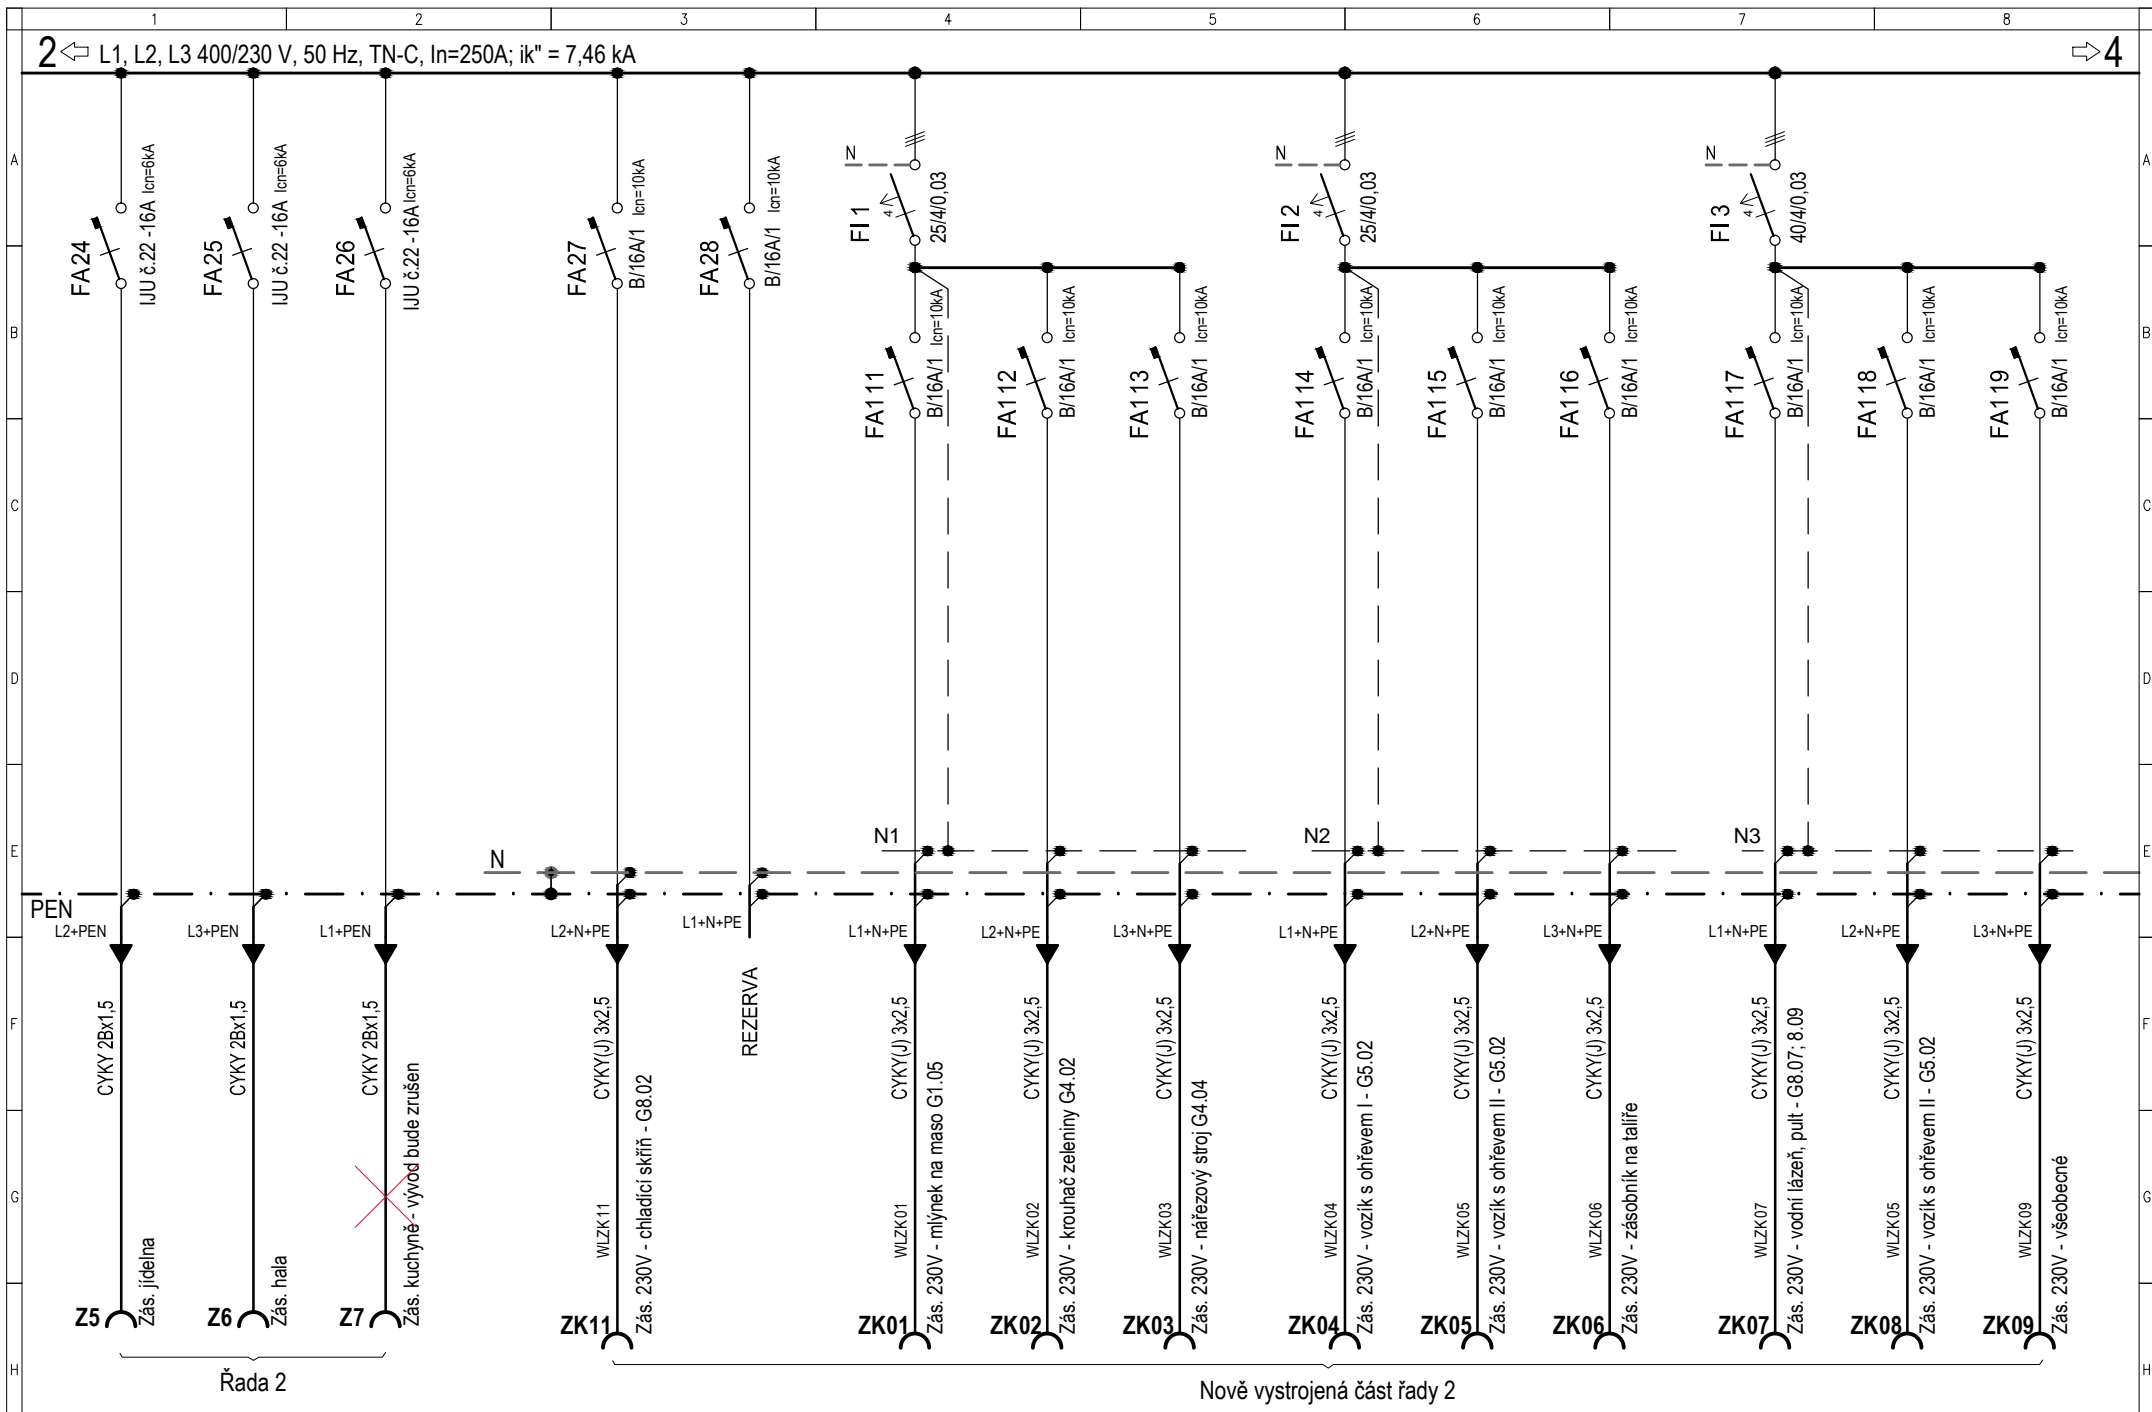 1 2 3 4 5 6 7 8
2 L1, L2, L3 400/230 V, 50 Hz, TN-C, In=250A; ik" = 7,46 kA 4
A A
B B
C C
D D
E E
F F
G G
H H
FA24
IJU č.22 -16A Icn=6kA
FA25
IJU č.22 -16A Icn=6kA
FA26
IJU č.22 -16A Icn=6kA
FA27
B/16A/1 Icn=10kA
FA28
B/16A/1 Icn=10kA
N
FI 1
4
25/4/0,03
N
FI 2
4
25/4/0,03
N
FI 3
4
40/4/0,03
FA111
B/16A/1 Icn=10kA
FA112
B/16A/1 Icn=10kA
FA113
B/16A/1 Icn=10kA
FA114
B/16A/1 Icn=10kA
FA115
B/16A/1 Icn=10kA
FA116
B/16A/1 Icn=10kA
FA117
B/16A/1 Icn=10kA
FA118
B/16A/1 Icn=10kA
FA119
B/16A/1 Icn=10kA
N1 N2 N3
N
PEN
L2+PEN L3+PEN L1+PEN L2+N+PE L1+N+PE L1+N+PE L2+N+PE L3+N+PE L1+N+PE L2+N+PE L3+N+PE L1+N+PE L2+N+PE L3+N+PE
CYKY 2Bx1,5
Zás. jídelna
Z5
CYKY 2Bx1,5
Zás. hala
Z6
CYKY 2Bx1,5
Zás. kuchyně - vývod bude zrušen
Z7
CYKY(J) 3x2,5
WLZK11
Zás. 230V - chladící skříň - G8.02
ZK11
REZERVA
CYKY(J) 3x2,5
WLZK01
Zás. 230V - mlýnek na maso G1.05
ZK01
CYKY(J) 3x2,5
WLZK02
Zás. 230V - krouhač zeleniny G4.02
ZK02
CYKY(J) 3x2,5
WLZK03
Zás. 230V - nářezový stroj G4.04
ZK03
CYKY(J) 3x2,5
WLZK04
Zás. 230V - vozík s ohřevem I - G5.02
ZK04
CYKY(J) 3x2,5
WLZK05
Zás. 230V - vozík s ohřevem II - G5.02
ZK05
CYKY(J) 3x2,5
WLZK06
Zás. 230V - zásobník na talíře
ZK06
CYKY(J) 3x2,5
WLZK07
Zás. 230V - vodní lázeň, pult - G8.07; 8.09
ZK07
CYKY(J) 3x2,5
WLZK05
Zás. 230V - vozík s ohřevem II - G5.02
ZK08
CYKY(J) 3x2,5
WLZK09
Zás. 230V - všeobecné
ZK09
Řada 2
Nově vystrojená část řady 2